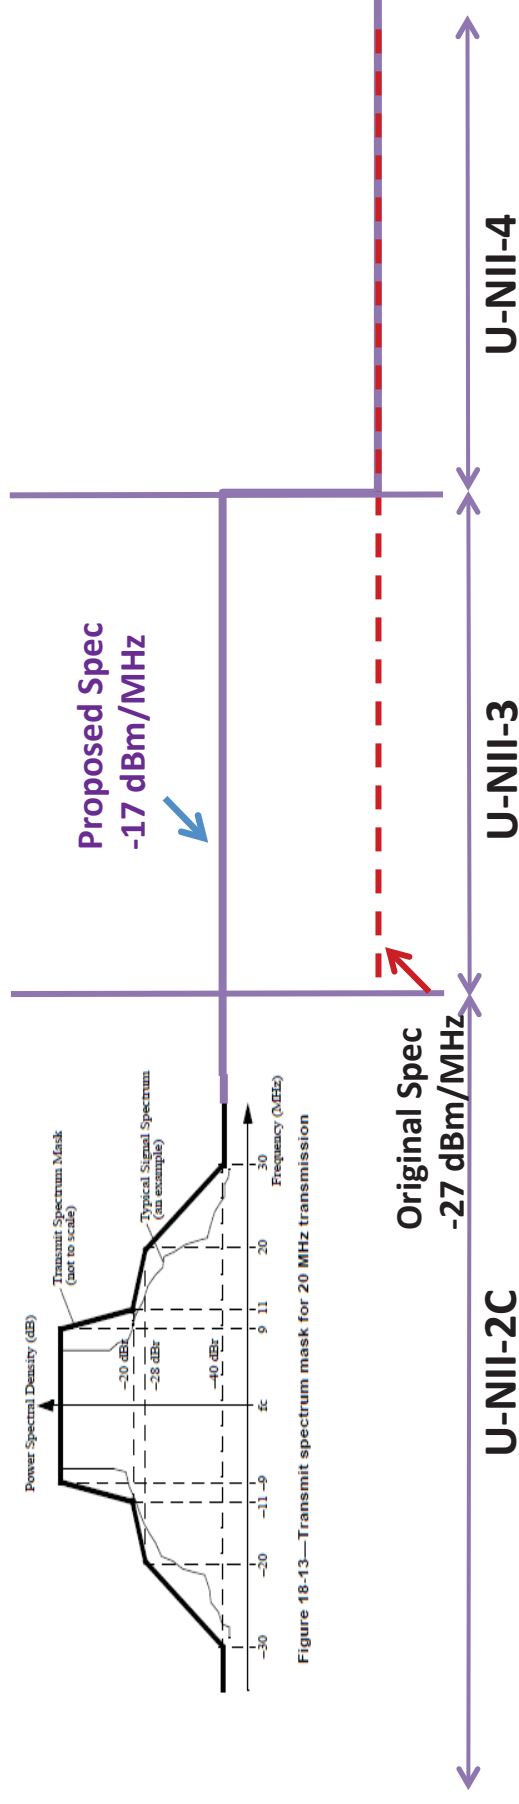 Power Spectral Density (dB)
Transmit Spectrum Mask
(not to scale)
Typical Signal Spectrum
(an example)
–20 dBr
–28 dBr
–40 dBr
–30
–20
–11
–9
fc
9
11
20
30
Frequency (MHz)
Figure 18-13—Transmit spectrum mask for 20 MHz transmission
Proposed Spec
-17 dBm/MHz
Original Spec
-27 dBm/MHz
U-NII-2C
U-NII-3
U-NII-4